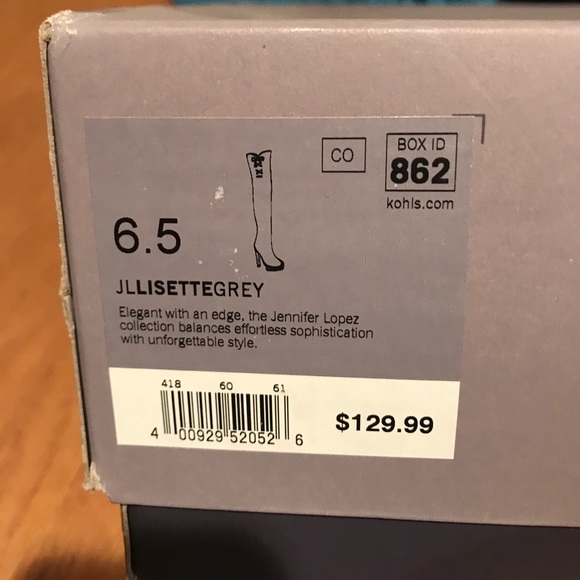 CO
BOX ID
862
kohls.com
6.5
JLLISETTEGREY
Elegant with an edge, the Jennifer Lopez
collection balances effortless sophistication
with unforgettable style.
418 60 61
4 00929 52052 6
$129.99